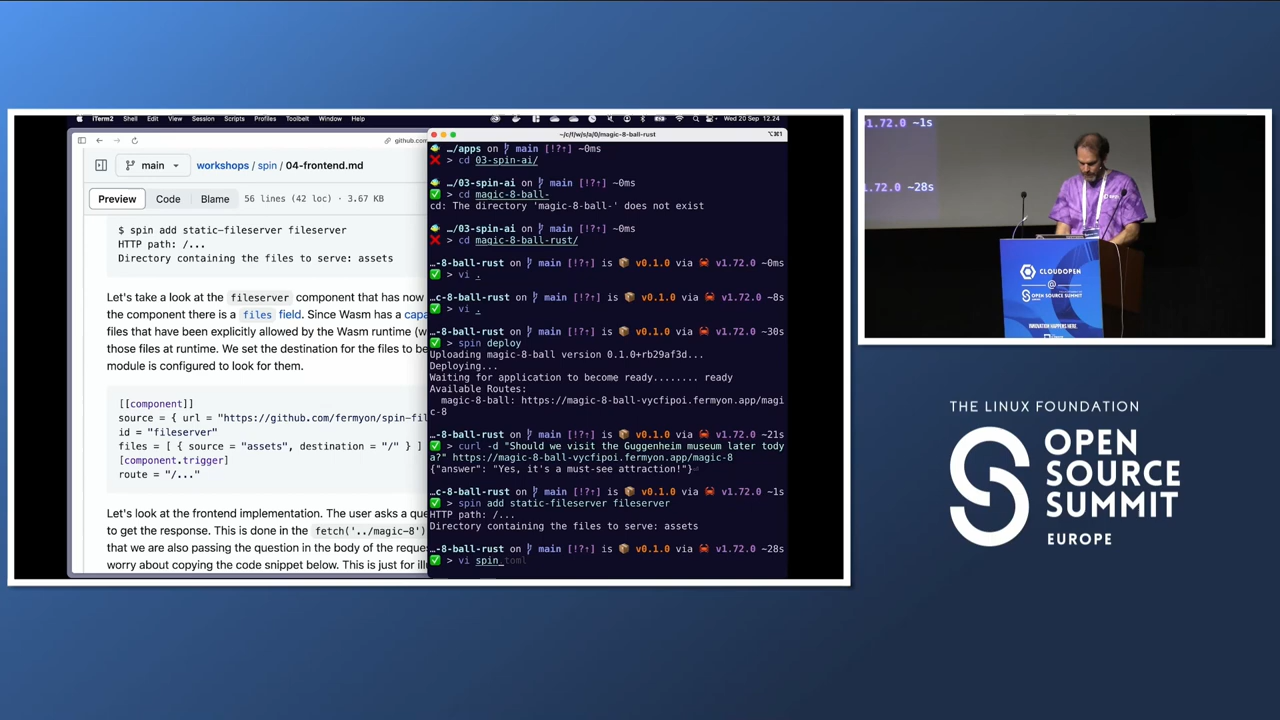 iTerm2 Shell Edit View Session Scripts Profiles Toolbelt Window Help
Wed 20 Sep 12.24
github.com
main
workshops / spin / 04-frontend.md
Preview Code Blame 56 lines (42 loc) · 3.67 KB
$ spin add static-fileserver fileserver
HTTP path: /...
Directory containing the files to serve: assets
Let's take a look at the fileserver component that has now
the component there is a files field. Since Wasm has a capa
files that have been explicitly allowed by the Wasm runtime (w
those files at runtime. We set the destination for the files to be
module is configured to look for them.
[[component]]
source = { url = "https://github.com/fermyon/spin-fil
id = "fileserver"
files = [ { source = "assets", destination = "/" } ]
[component.trigger]
route = "/..."
Let's look at the frontend implementation. The user asks a que
to get the response. This is done in the fetch('../magic-8')
that we are also passing the question in the body of the reque
worry about copying the code snippet below. This is just for ill
~/c/f/w/s/a/0/magic-8-ball-rust
⌥⌘1
…/apps on main [!?⇡] ~0ms
> cd 03-spin-ai/
…/03-spin-ai on main [!?⇡] ~0ms
> cd magic-8-ball-
cd: The directory 'magic-8-ball-' does not exist
…/03-spin-ai on main [!?⇡] ~0ms
> cd magic-8-ball-rust/
…-8-ball-rust on main [!?⇡] is 📦 v0.1.0 via 🦀 v1.72.0 ~0ms
> vi .
…c-8-ball-rust on main [!?⇡] is 📦 v0.1.0 via 🦀 v1.72.0 ~8s
> vi .
…-8-ball-rust on main [!?⇡] is 📦 v0.1.0 via 🦀 v1.72.0 ~30s
> spin deploy
Uploading magic-8-ball version 0.1.0+rb29af3d...
Deploying...
Waiting for application to become ready........ ready
Available Routes:
magic-8-ball: https://magic-8-ball-vycfipoi.fermyon.app/magi
c-8
…-8-ball-rust on main [!?⇡] is 📦 v0.1.0 via 🦀 v1.72.0 ~21s
> curl -d "Should we visit the Guggenheim museum later tody
a?" https://magic-8-ball-vycfipoi.fermyon.app/magic-8
{"answer": "Yes, it's a must-see attraction!"}⏎
…c-8-ball-rust on main [!?⇡] is 📦 v0.1.0 via 🦀 v1.72.0 ~1s
> spin add static-fileserver fileserver
HTTP path: /...
Directory containing the files to serve: assets
…-8-ball-rust on main [!?⇡] is 📦 v0.1.0 via 🦀 v1.72.0 ~28s
> vi spin.toml
v1.72.0 ~1s
v1.72.0 ~28s
CLOUDOPEN
@
OPEN SOURCE SUMMIT
INNOVATION HAPPENS HERE.
THE LINUX FOUNDATION
OPEN
SOURCE
SUMMIT
EUROPE